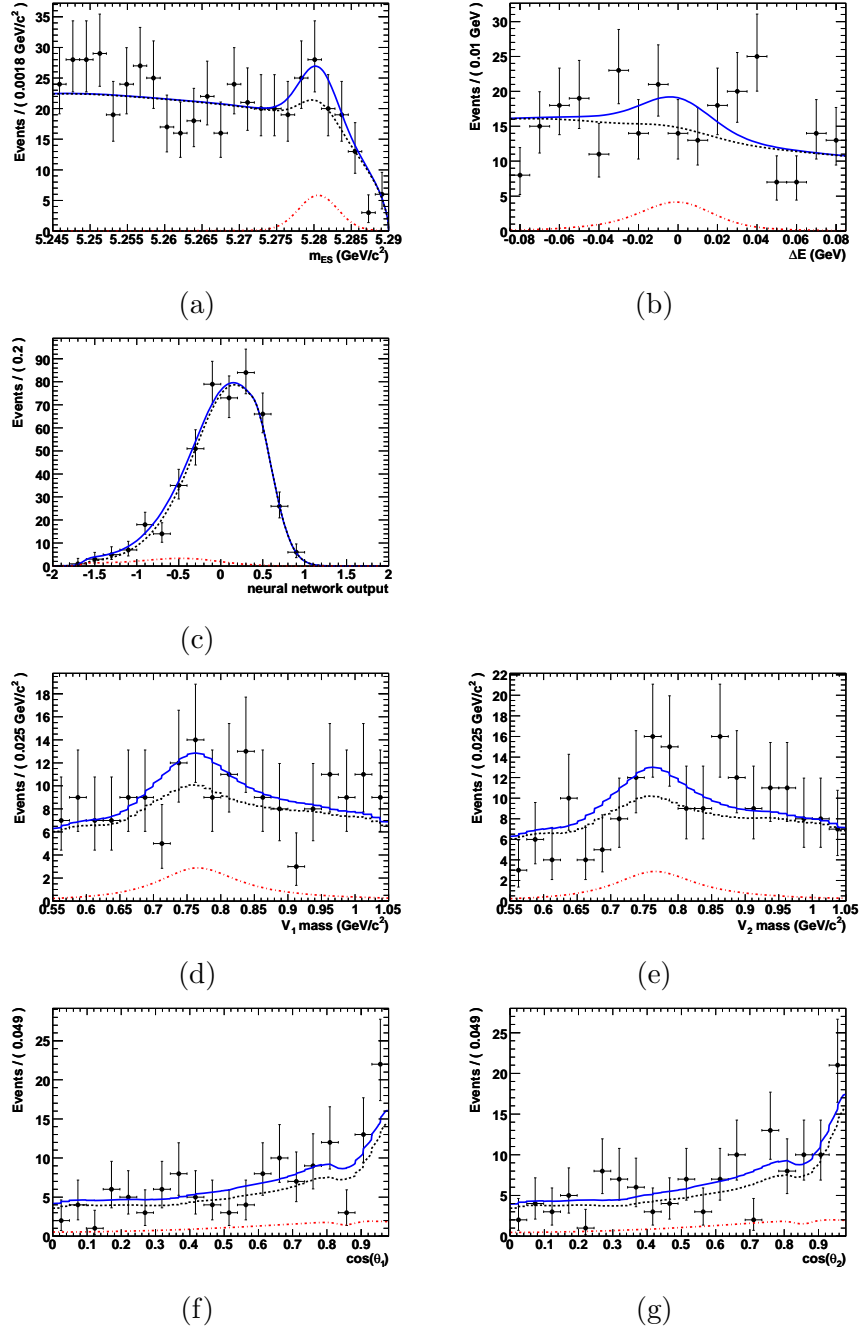 Events / ( 0.0018 GeV/c² )
35
30
25
20
15
10
5
0
5.245 5.25 5.255 5.26 5.265 5.27 5.275 5.28 5.285 5.29
m_ES (GeV/c²)
(a)
Events / ( 0.01 GeV )
30
25
20
15
10
5
0
-0.08 -0.06 -0.04 -0.02 0 0.02 0.04 0.06 0.08
ΔE (GeV)
(b)
Events / ( 0.2 )
90
80
70
60
50
40
30
20
10
0
-2 -1.5 -1 -0.5 0 0.5 1 1.5 2
neural network output
(c)
Events / ( 0.025 GeV/c² )
18
16
14
12
10
8
6
4
2
0
0.55 0.6 0.65 0.7 0.75 0.8 0.85 0.9 0.95 1 1.05
V₁ mass (GeV/c²)
(d)
Events / ( 0.025 GeV/c² )
22
20
18
16
14
12
10
8
6
4
2
0
0.55 0.6 0.65 0.7 0.75 0.8 0.85 0.9 0.95 1 1.05
V₂ mass (GeV/c²)
(e)
Events / ( 0.049 )
25
20
15
10
5
0
0 0.1 0.2 0.3 0.4 0.5 0.6 0.7 0.8 0.9
cos(θ₁)
(f)
Events / ( 0.049 )
25
20
15
10
5
0
0 0.1 0.2 0.3 0.4 0.5 0.6 0.7 0.8 0.9
cos(θ₂)
(g)